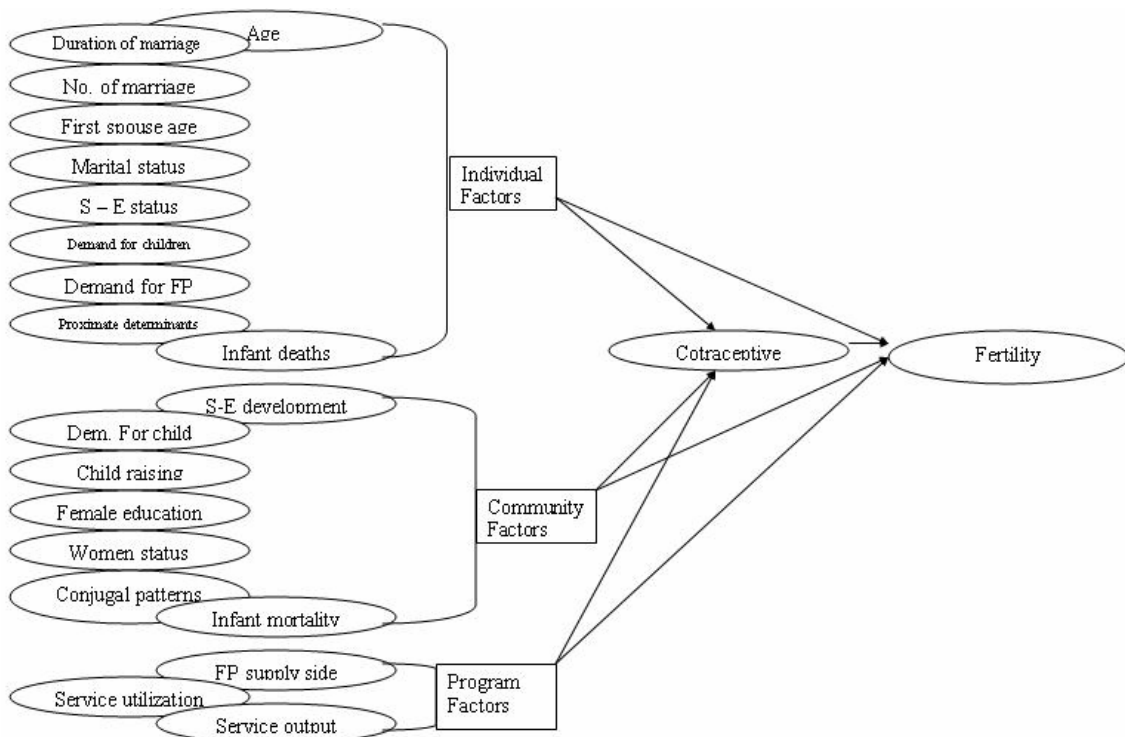 Age
Duration of marriage
No. of marriage
First spouse age
Marital status
S – E status
Demand for children
Demand for FP
Proximate determinants
Infant deaths
Individual
Factors
Cotraceptive
Fertility
S-E development
Dem. For child
Child raising
Female education
Women status
Conjugal patterns
Infant mortality
Community
Factors
FP supply side
Service utilization
Service output
Program
Factors